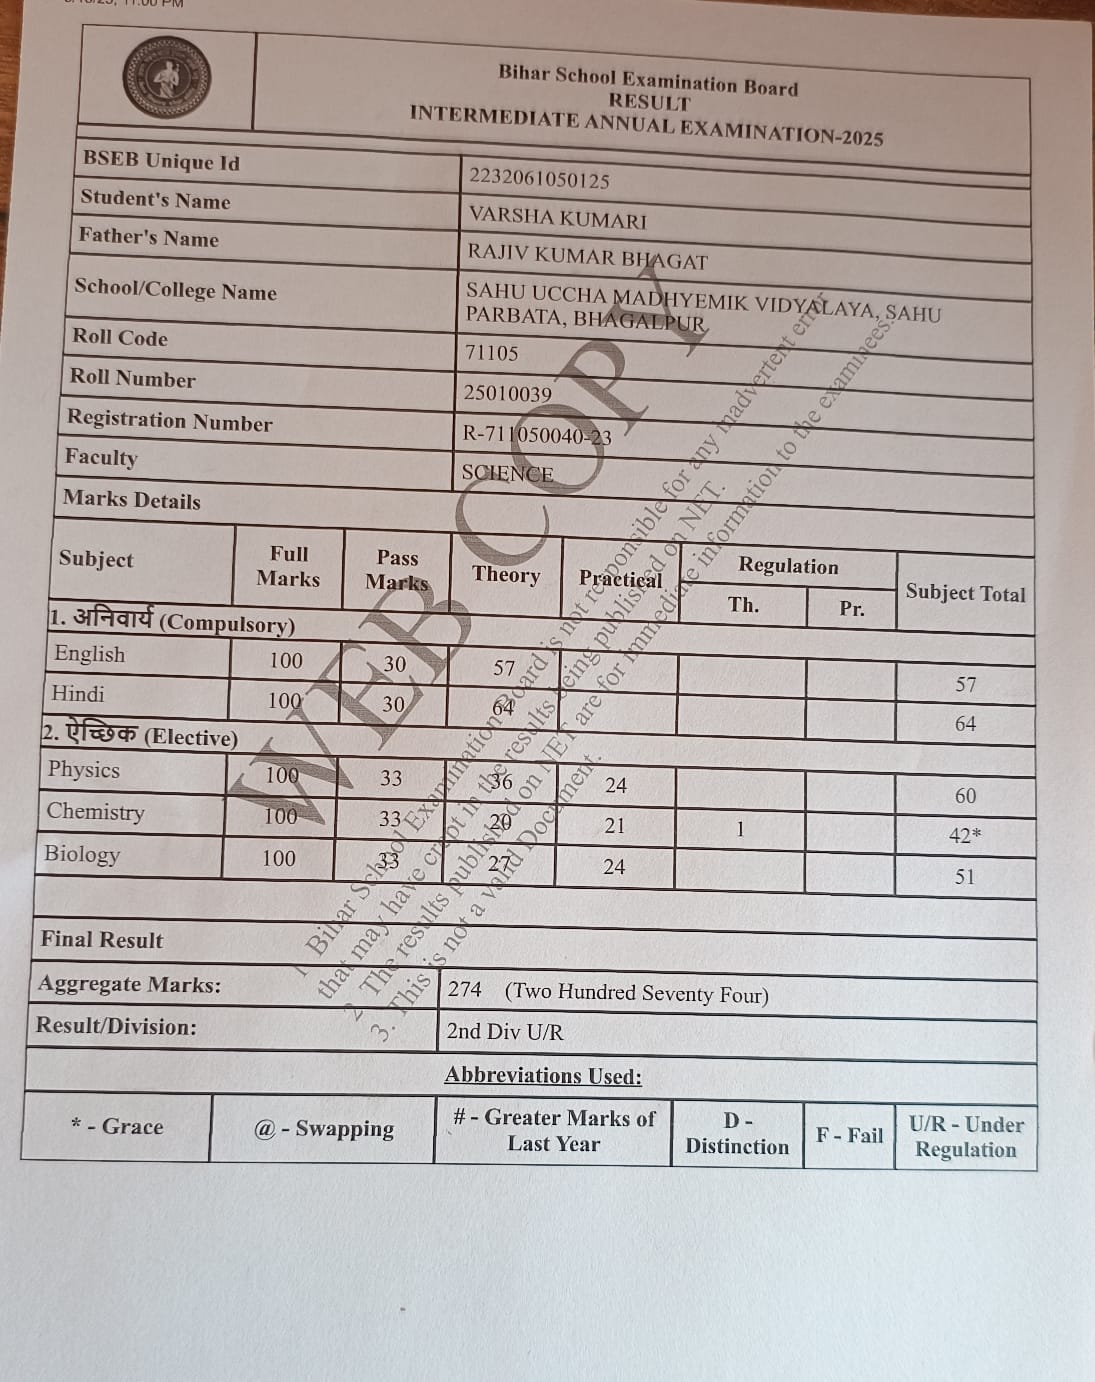 11:00 PM
Bihar School Examination Board
RESULT
INTERMEDIATE ANNUAL EXAMINATION-2025
BSEB Unique Id 2232061050125
Student's Name VARSHA KUMARI
Father's Name RAJIV KUMAR BHAGAT
School/College Name SAHU UCCHA MADHYEMIK VIDYALAYA, SAHU
PARBATA, BHAGALPUR
Roll Code 71105
Roll Number 25010039
Registration Number R-711050040-23
Faculty SCIENCE
Marks Details
Subject Full Marks Pass Marks Theory Practical Regulation Subject Total
Th. Pr.
1. अनिवार्य (Compulsory)
English 100 30 57 57
Hindi 100 30 64 64
2. ऐच्छिक (Elective)
Physics 100 33 36 24 60
Chemistry 100 33 20 21 1 42*
Biology 100 33 27 24 51
Final Result
Aggregate Marks: 274 (Two Hundred Seventy Four)
Result/Division: 2nd Div U/R
Abbreviations Used:
* - Grace @ - Swapping # - Greater Marks of Last Year D - Distinction F - Fail U/R - Under Regulation
WEB COPY
1. Bihar School Examination Board is not responsible for any inadvertent error
that may have crept in the results being published on NET.
2. The results published on NET are for immediate information to the examinees.
3. This is not a valid Document.